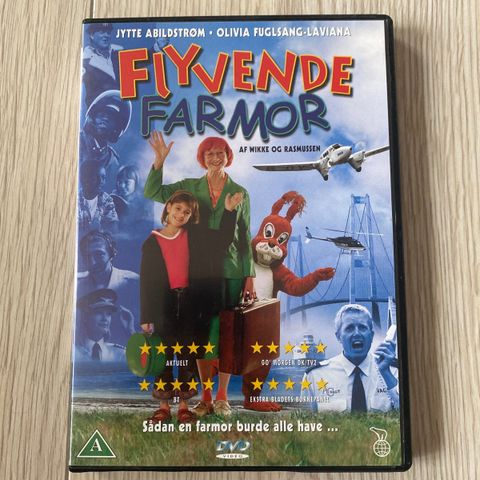 JYTTE ABILDSTRØM · OLIVIA FUGLSANG-LAVIANA
FLYVENDE
FARMOR
AF WIKKE OG RASMUSSEN
AKTUELT
GO' MORGEN DK/TV2
BT
EKSTRA BLADETS BØRNEPANEL
Sådan en farmor burde alle have ...
A
DVD
VIDEO